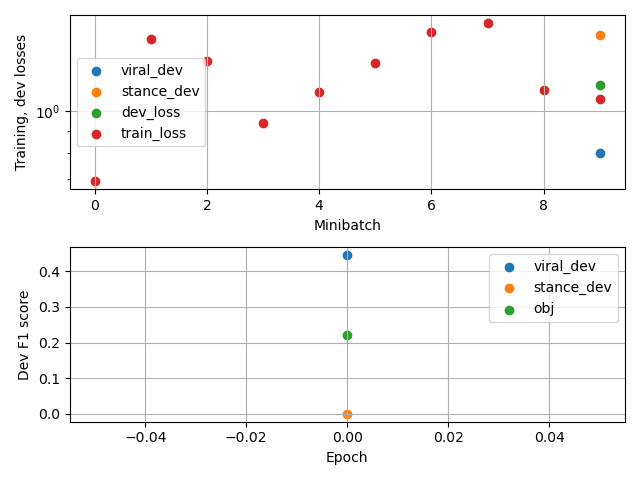 Training, dev losses
10^0
viral_dev
stance_dev
dev_loss
train_loss
0 2 4 6 8
Minibatch
Dev F1 score
0.4
0.3
0.2
0.1
0.0
viral_dev
stance_dev
obj
−0.04 −0.02 0.00 0.02 0.04
Epoch